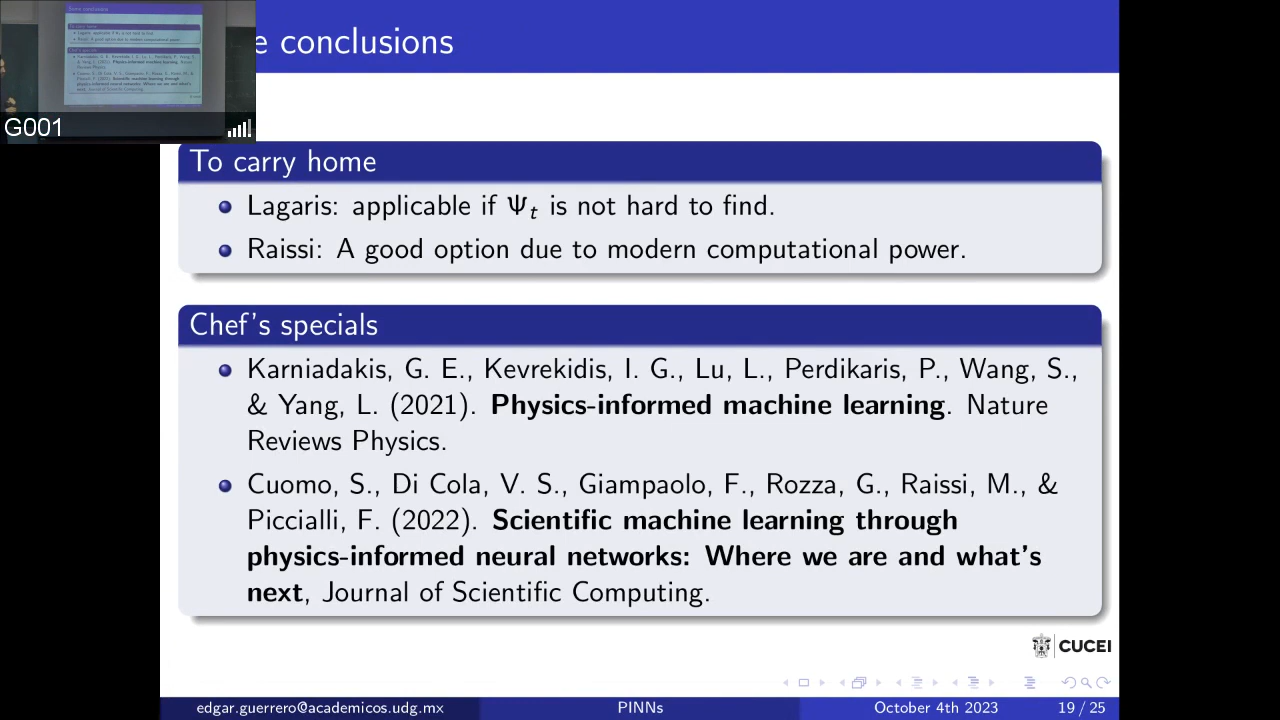 e conclusions
G001
To carry home
Lagaris: applicable if Ψt is not hard to find.
Raissi: A good option due to modern computational power.
Chef's specials
Karniadakis, G. E., Kevrekidis, I. G., Lu, L., Perdikaris, P., Wang, S.,
& Yang, L. (2021). Physics-informed machine learning. Nature
Reviews Physics.
Cuomo, S., Di Cola, V. S., Giampaolo, F., Rozza, G., Raissi, M., &
Piccialli, F. (2022). Scientific machine learning through
physics-informed neural networks: Where we are and what's
next, Journal of Scientific Computing.
CUCEI
edgar.guerrero@academicos.udg.mx PINNs October 4th 2023 19 / 25